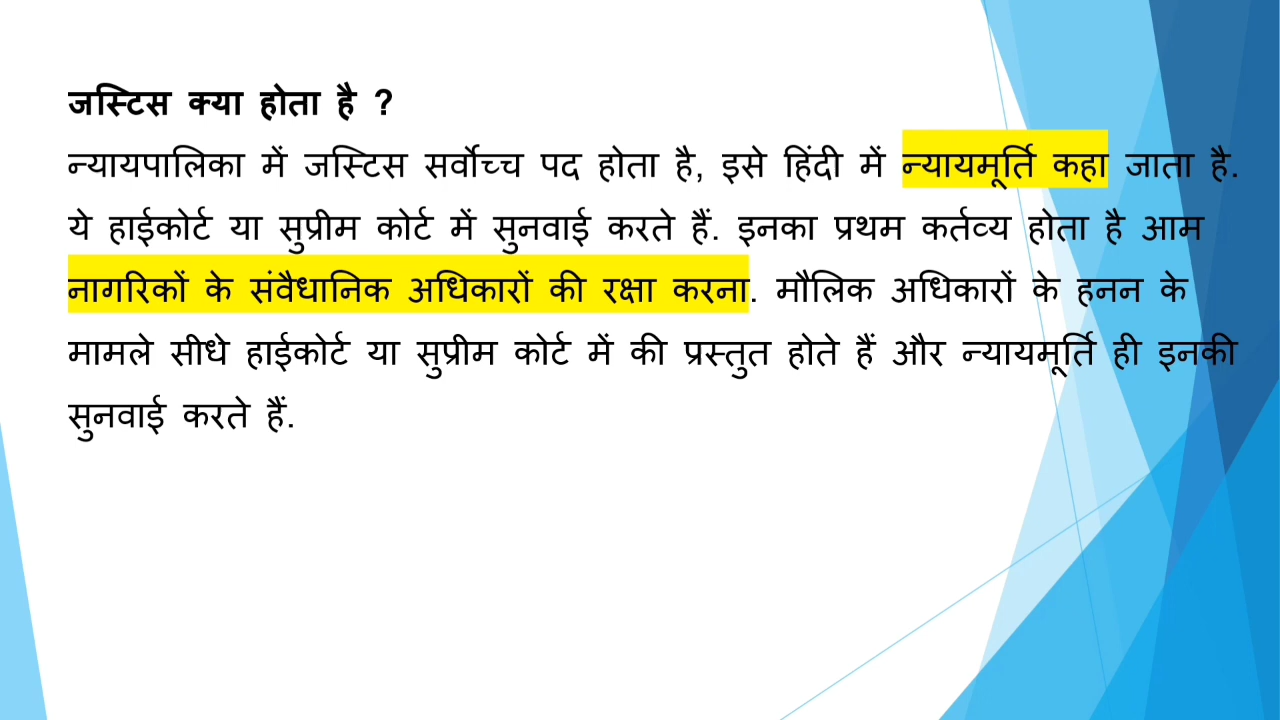 जस्टिस क्या होता है ?
न्यायपालिका में जस्टिस सर्वोच्च पद होता है, इसे हिंदी में न्यायमूर्ति कहा जाता है.
ये हाईकोर्ट या सुप्रीम कोर्ट में सुनवाई करते हैं. इनका प्रथम कर्तव्य होता है आम
नागरिकों के संवैधानिक अधिकारों की रक्षा करना. मौलिक अधिकारों के हनन के
मामले सीधे हाईकोर्ट या सुप्रीम कोर्ट में की प्रस्तुत होते हैं और न्यायमूर्ति ही इनकी
सुनवाई करते हैं.